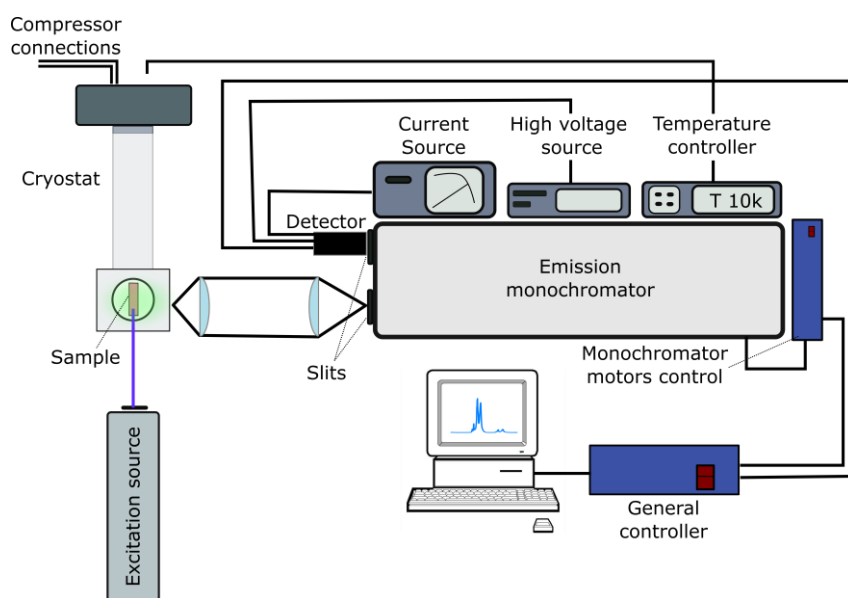 Compressor
connections
Current
Source
High voltage
source
Temperature
controller
Cryostat
T 10k
Detector
Emission
monochromator
Sample
Slits
Monochromator
motors control
Excitation source
General
controller